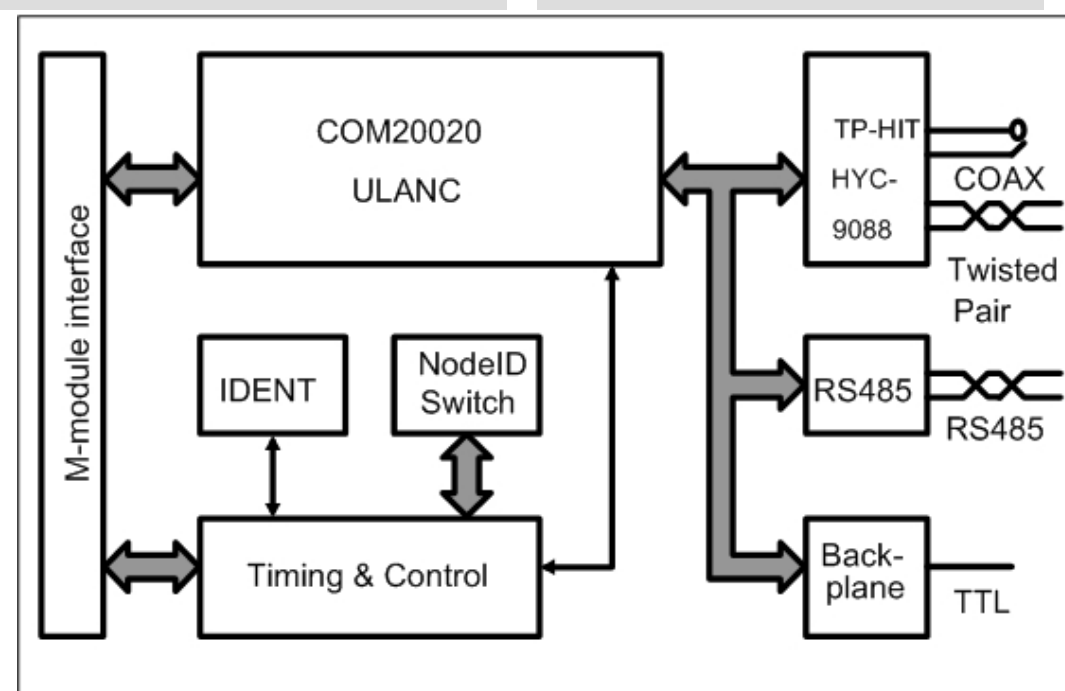 M-module interface
COM20020
ULANC
TP-HIT
HYC-
9088
COAX
Twisted
Pair
IDENT
NodeID
Switch
RS485
RS485
Timing & Control
Back-
plane
TTL